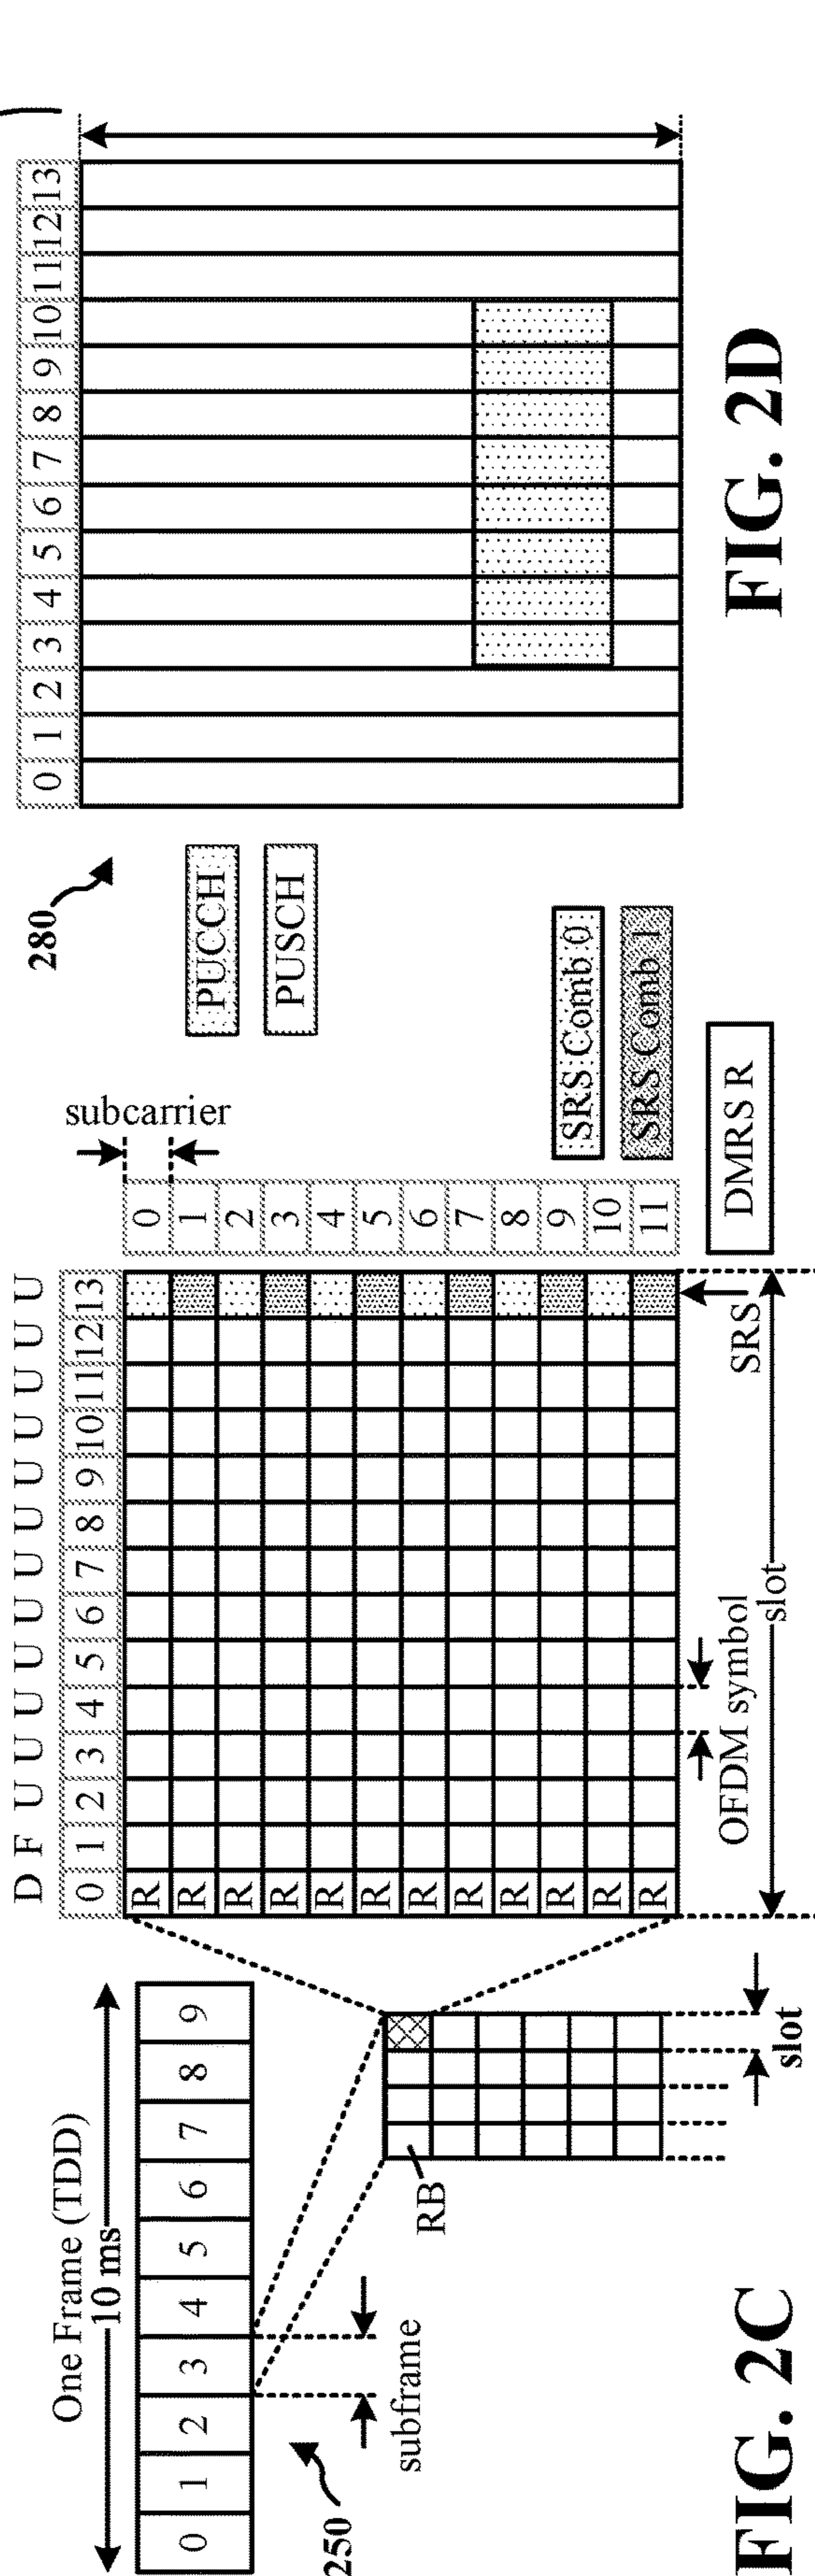 One Frame (TDD)
10 ms
0 1 2 3 4 5 6 7 8 9
subframe
250
RB
slot
FIG. 2C
D F U U U U U U U U U U U U
0 1 2 3 4 5 6 7 8 9 10 11 12 13
R
R
R
R
R
R
R
R
R
R
R
R
OFDM symbol
slot
SRS
subcarrier
0
1
2
3
4
5
6
7
8
9
10
11
SRS Comb 0
SRS Comb 1
DMRS R
280
PUCCH
PUSCH
0 1 2 3 4 5 6 7 8 9 10 11 12 13
FIG. 2D